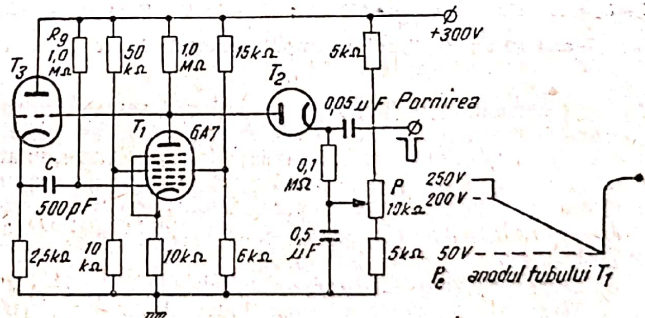 +300V
Rg
1,0
MΩ
50
kΩ
1,0
MΩ
15kΩ
5kΩ
T3
T1
6A7
T2
0,05μF
Pornirea
C
500pF
0,1
MΩ
P
10kΩ
0,5
μF
2,5kΩ
10
kΩ
10kΩ
6kΩ
5kΩ
250V
200V
50V
Pe anodul tubului T1